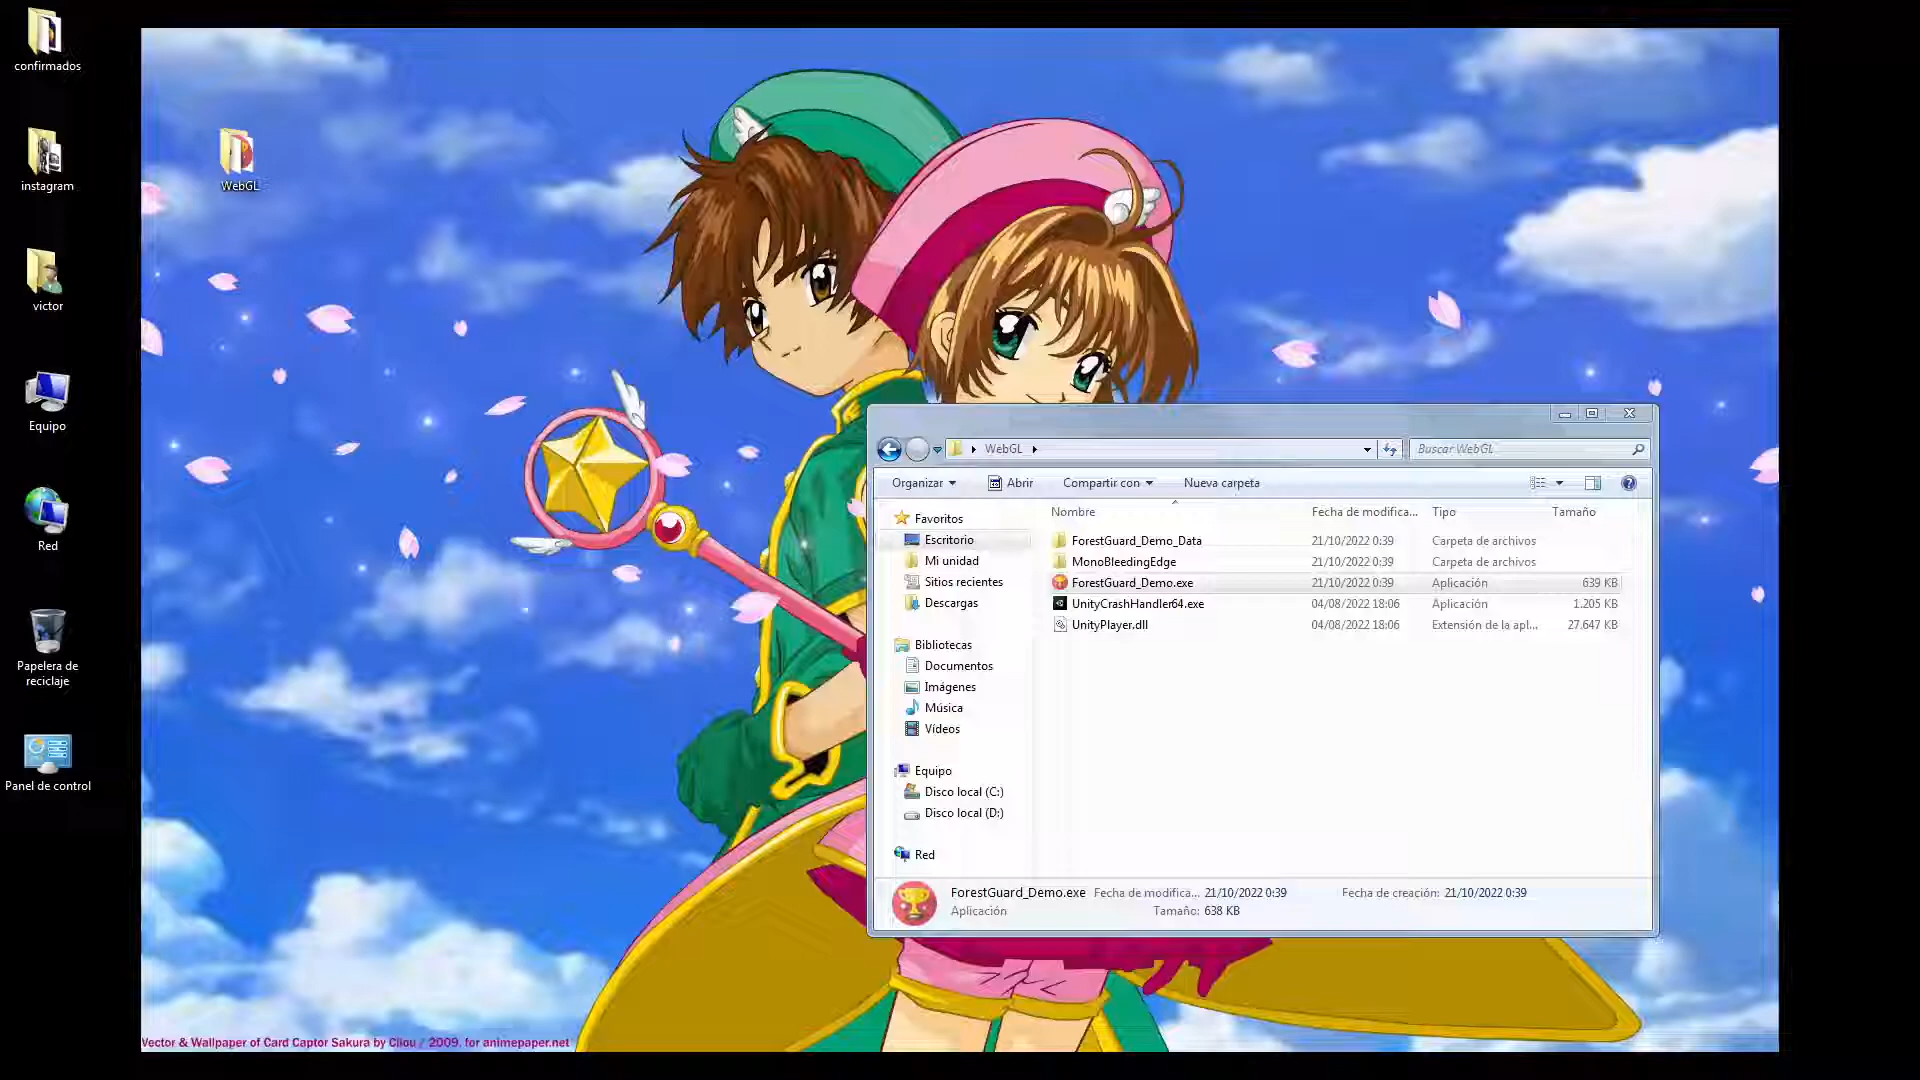 confirmados
instagram
victor
Equipo
Red
Papelera de
reciclaje
Panel de control
WebGL
WebGL
Buscar WebGL
Organizar
Abrir
Compartir con
Nueva carpeta
Favoritos
Escritorio
Mi unidad
Sitios recientes
Descargas
Bibliotecas
Documentos
Imágenes
Música
Vídeos
Equipo
Disco local (C:)
Disco local (D:)
Red
Nombre Fecha de modifica... Tipo Tamaño
ForestGuard_Demo_Data 21/10/2022 0:39 Carpeta de archivos
MonoBleedingEdge 21/10/2022 0:39 Carpeta de archivos
ForestGuard_Demo.exe 21/10/2022 0:39 Aplicación 639 KB
UnityCrashHandler64.exe 04/08/2022 18:06 Aplicación 1.205 KB
UnityPlayer.dll 04/08/2022 18:06 Extensión de la apl... 27.647 KB
ForestGuard_Demo.exe Fecha de modifica... 21/10/2022 0:39 Fecha de creación: 21/10/2022 0:39
Aplicación Tamaño: 638 KB
Vector & Wallpaper of Card Captor Sakura by Cliou / 2009. for animepaper.net